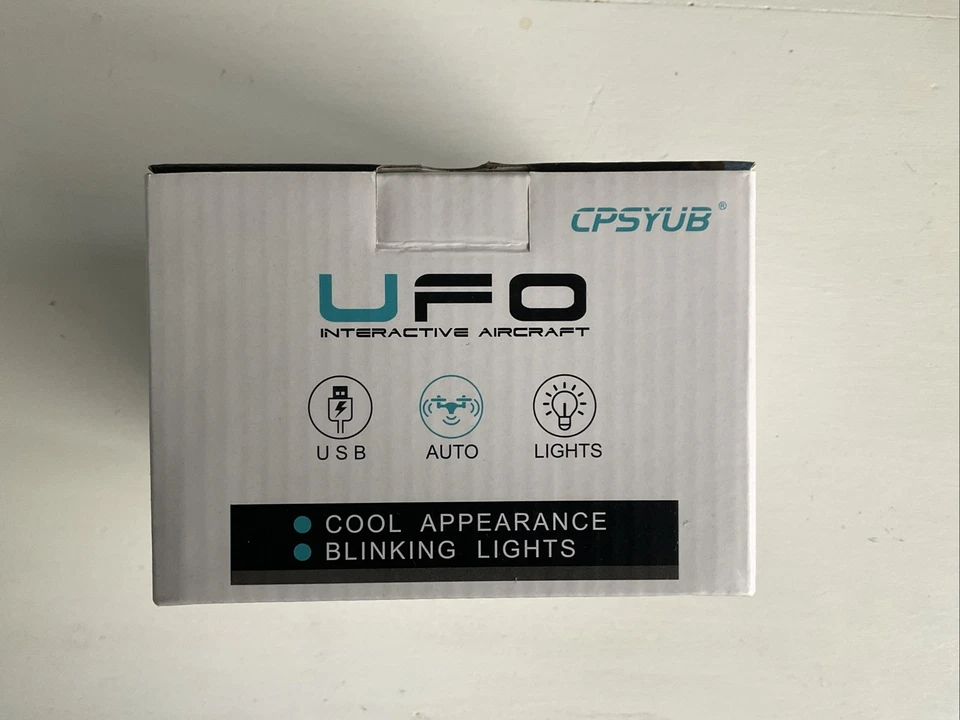 CPSYUB®
UFO
INTERACTIVE AIRCRAFT
USB AUTO LIGHTS
COOL APPEARANCE
BLINKING LIGHTS